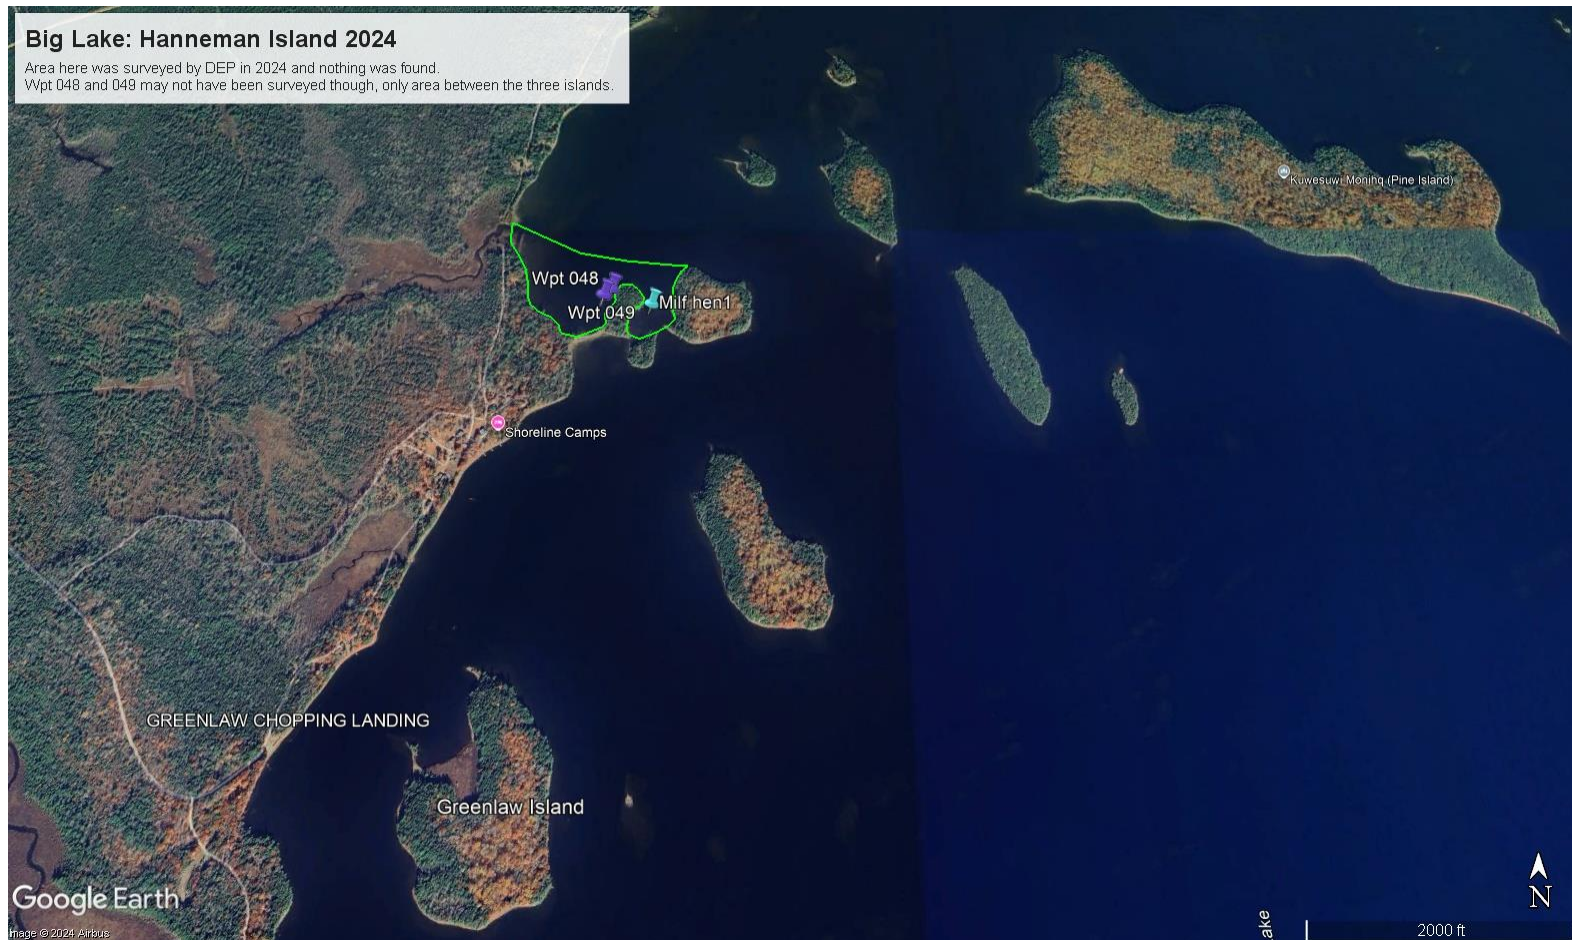 Big Lake: Hanneman Island 2024
Area here was surveyed by DEP in 2024 and nothing was found.
Wpt 048 and 049 may not have been surveyed though, only area between the three islands.
Kuwesuwi Monihq (Pine Island)
Wpt 048
Milf hen1
Wpt 049
Shoreline Camps
GREENLAW CHOPPING LANDING
Greenlaw Island
Google Earth
N
ake
2000 ft
mage © 2024 Airbus